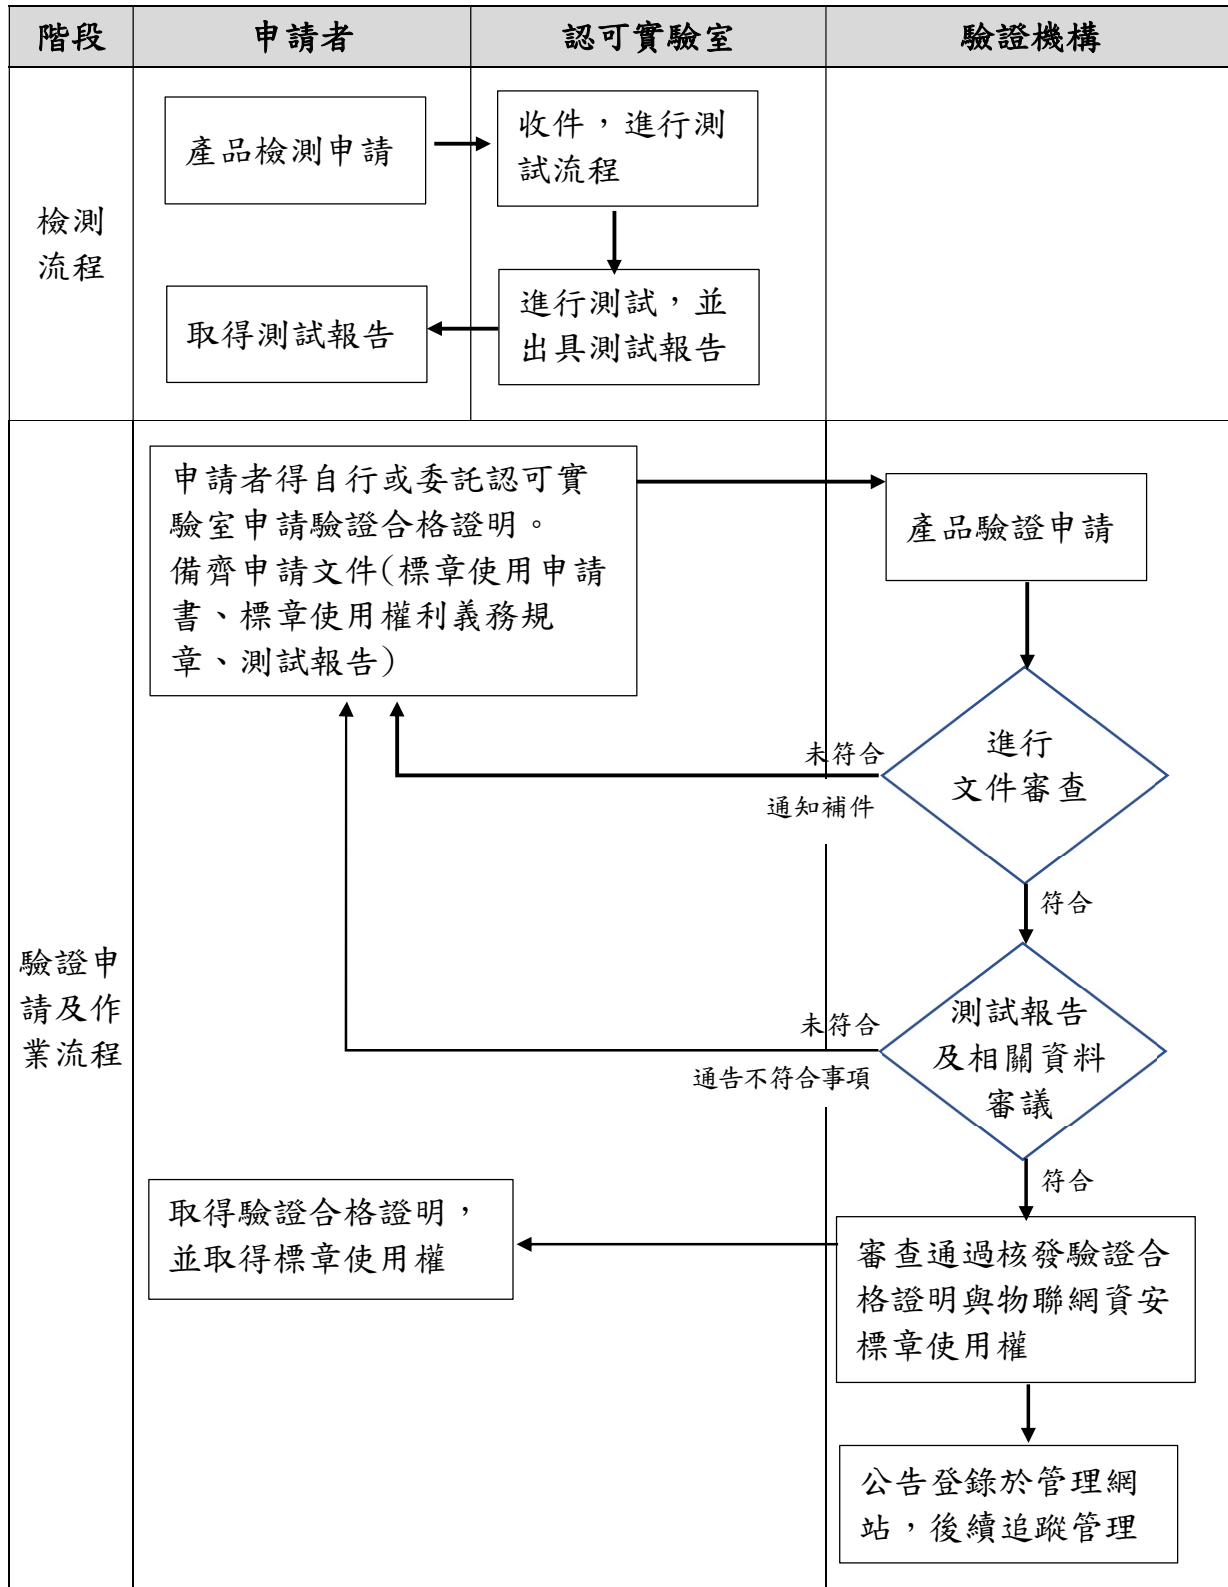 階段
申請者
認可實驗室
驗證機構
檢測
流程
產品檢測申請
收件，進行測
試流程
進行測試，並
出具測試報告
取得測試報告
驗證申
請及作
業流程
申請者得自行或委託認可實
驗室申請驗證合格證明。
備齊申請文件(標章使用申請
書、標章使用權利義務規
章、測試報告)
產品驗證申請
進行
文件審查
未符合
通知補件
符合
測試報告
及相關資料
審議
未符合
通告不符合事項
符合
審查通過核發驗證合
格證明與物聯網資安
標章使用權
取得驗證合格證明，
並取得標章使用權
公告登錄於管理網
站，後續追蹤管理